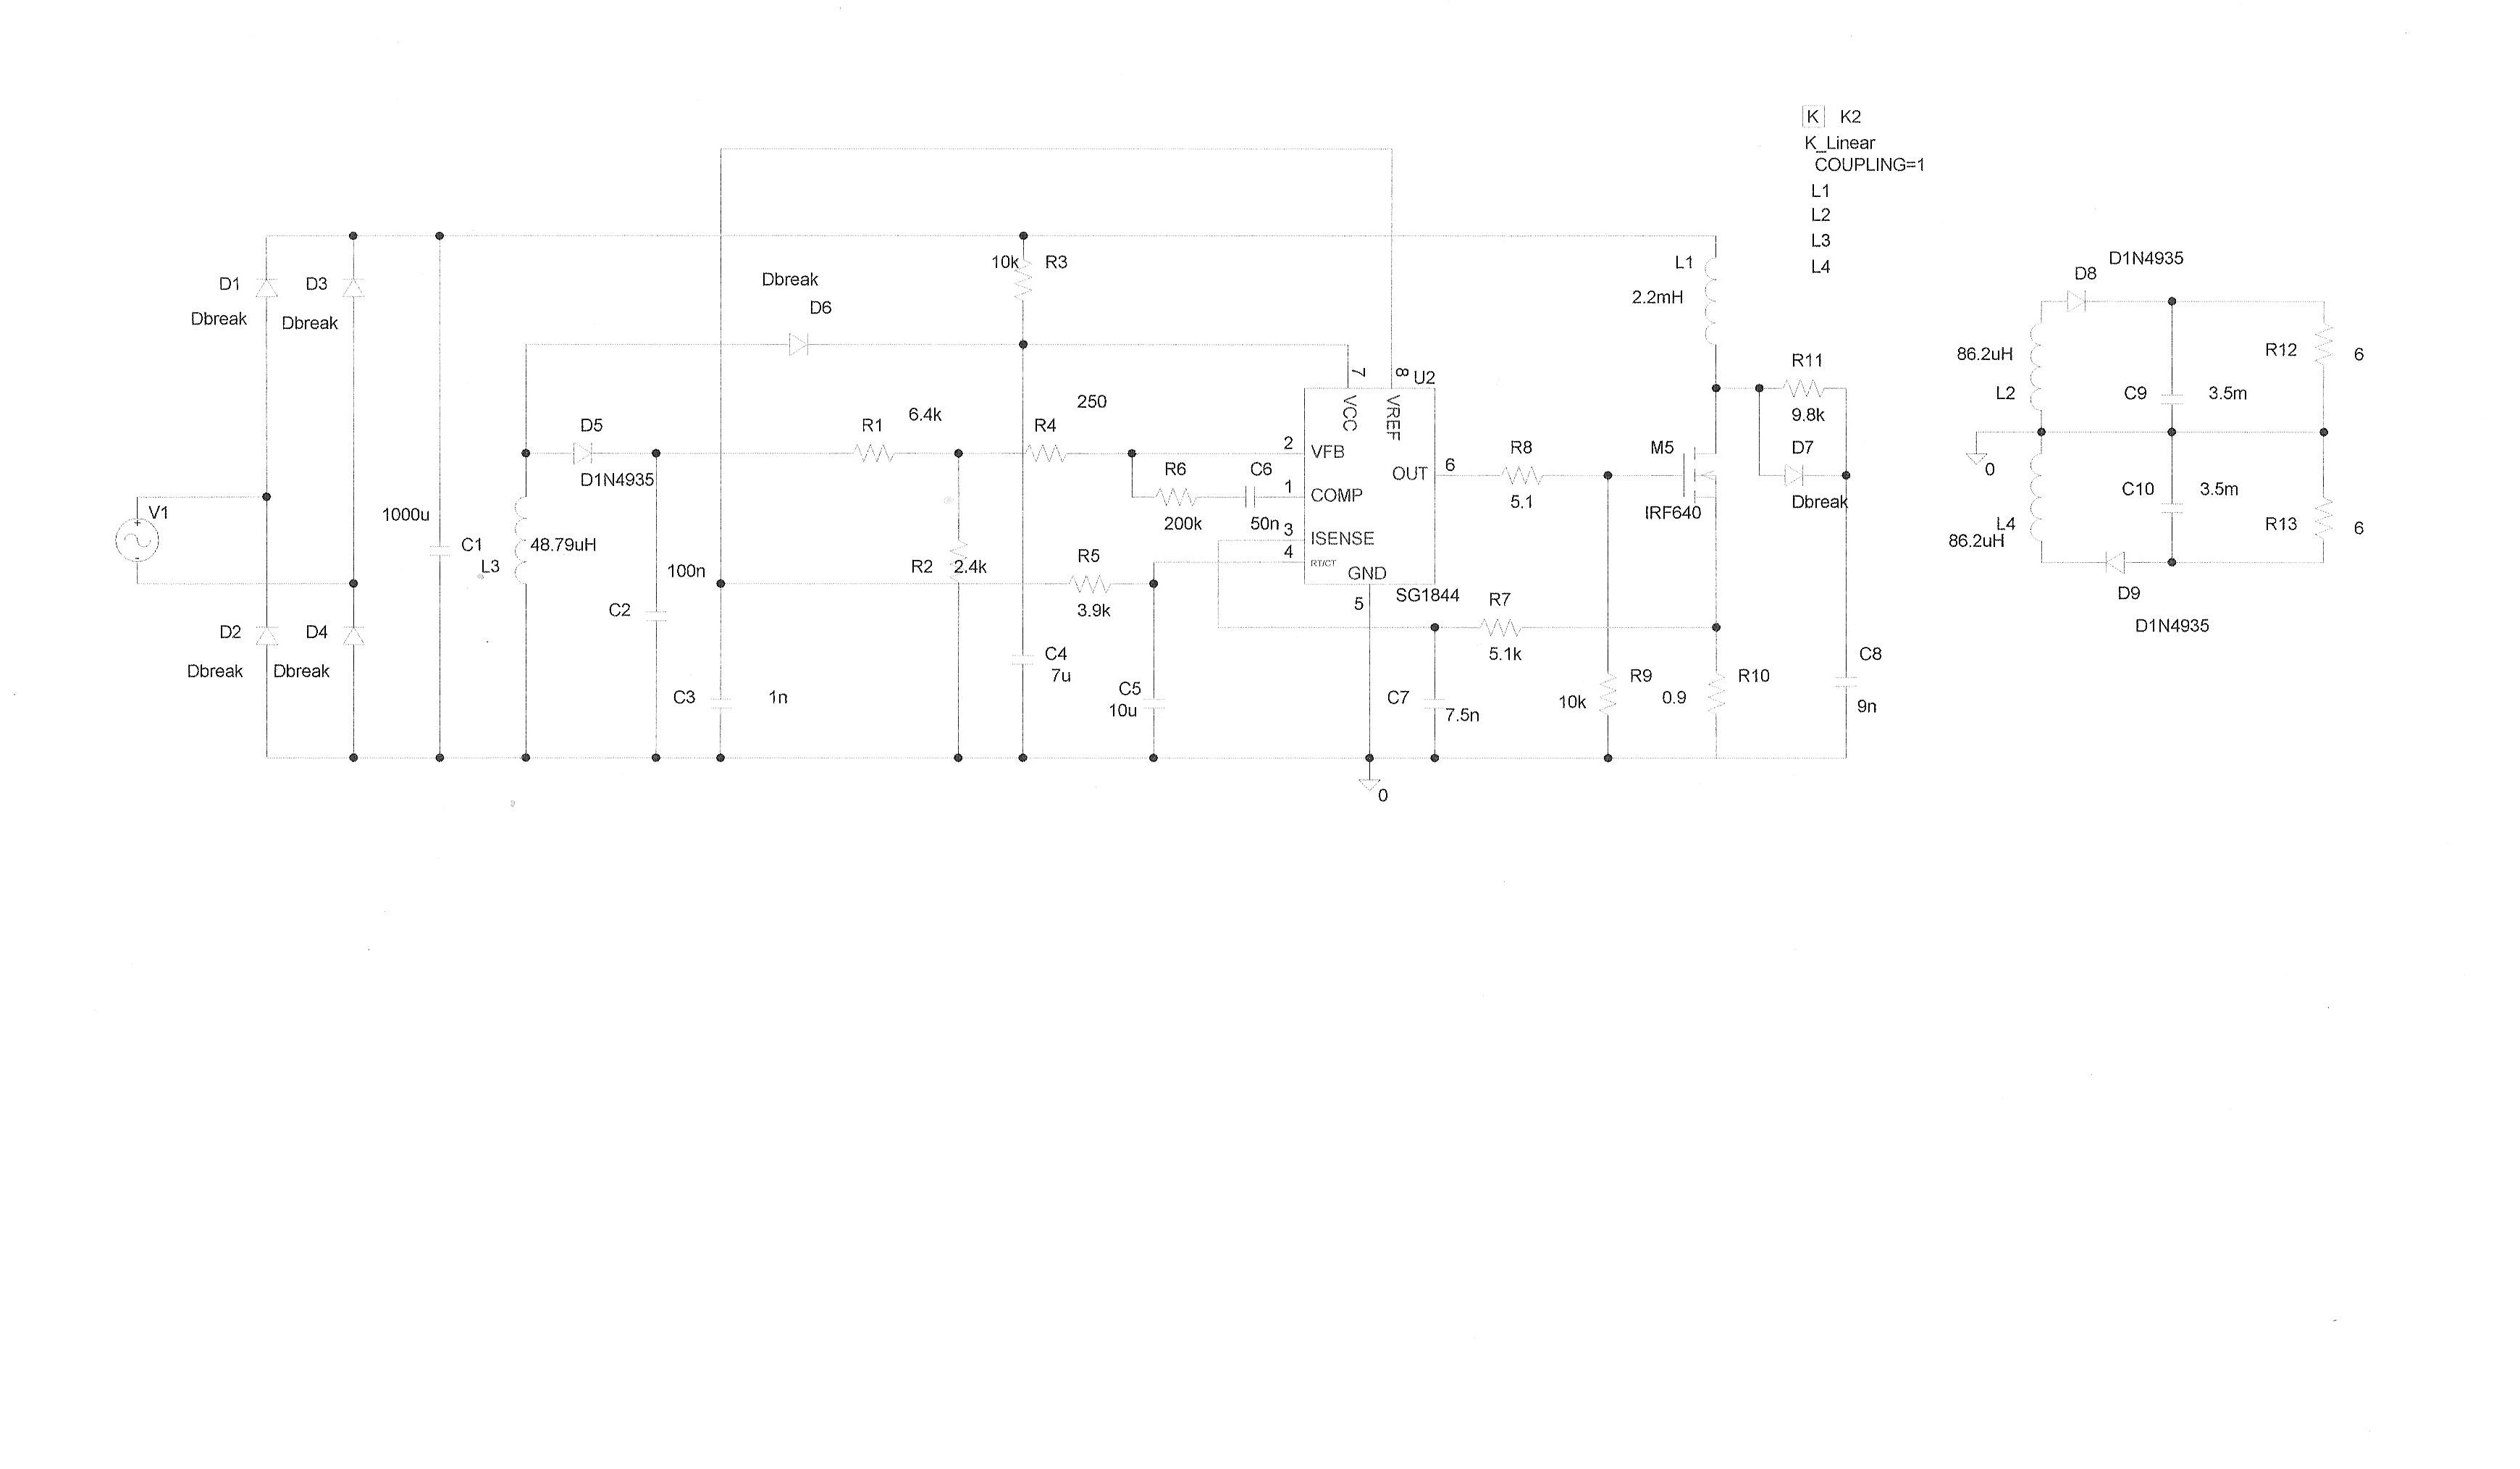 K K2
K_Linear
COUPLING=1
L1
L2
L3
L4
D1
Dbreak
D3
Dbreak
D2
Dbreak
D4
Dbreak
V1
1000u
C1
L3
48.79uH
D5
D1N4935
Dbreak
D6
100n
C2
C3
1n
R1
6.4k
R2
2.4k
10k
R3
250
R4
R5
3.9k
C4
7u
C5
10u
R6
200k
C6
50n
U2
7
VCC
8
VREF
2
VFB
1
COMP
3
ISENSE
4
RT/CT
GND
5
OUT
6
SG1844
0
R7
5.1k
C7
7.5n
R8
5.1
10k
R9
0.9
R10
M5
IRF640
L1
2.2mH
R11
9.8k
D7
Dbreak
C8
9n
D1N4935
D8
86.2uH
L2
C9
3.5m
R12
6
0
L4
86.2uH
C10
3.5m
R13
6
D9
D1N4935